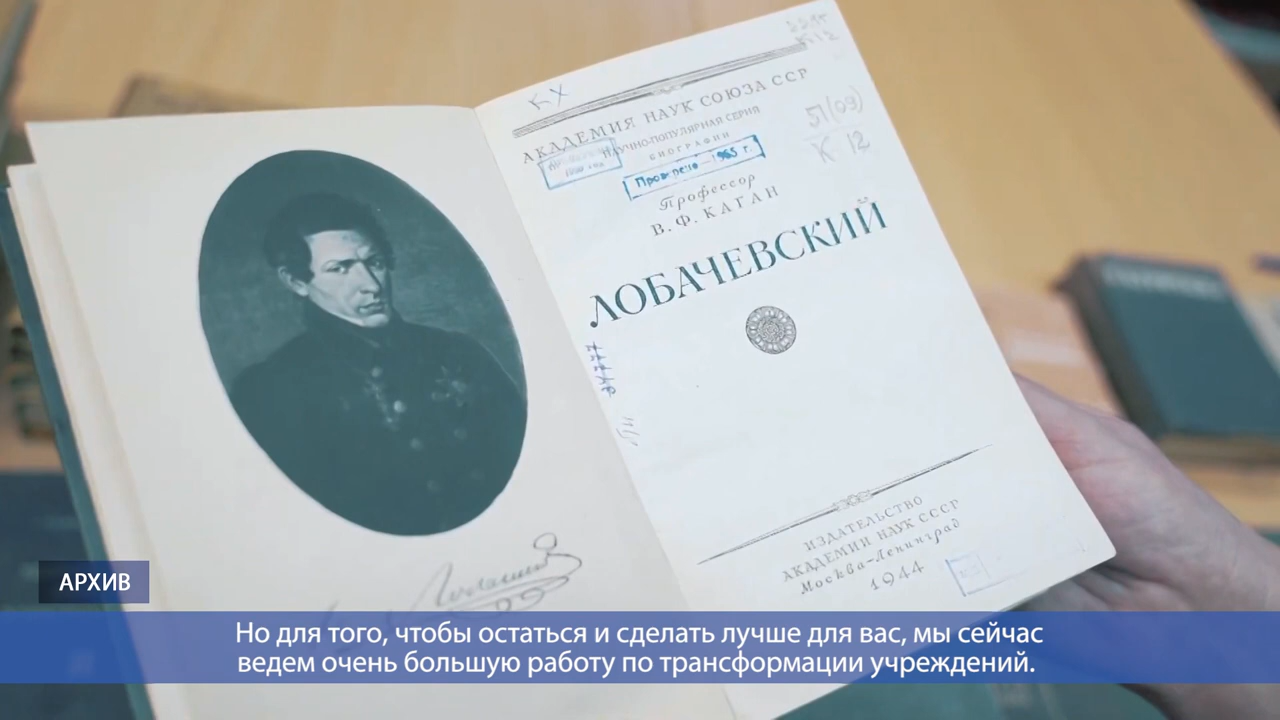 КХ
АКАДЕМИЯ НАУК СОЮЗА ССР
НАУЧНО-ПОПУЛЯРНАЯ СЕРИЯ
БИОГРАФИИ
51(09)
К 12
Проверено—1965 г.
Профессор
В. Ф. КАГАН
ЛОБАЧЕВСКИЙ
ИЗДАТЕЛЬСТВО
АКАДЕМИИ НАУК СССР
Москва-Ленинград
1944
АРХИВ
Но для того, чтобы остаться и сделать лучше для вас, мы сейчас
ведем очень большую работу по трансформации учреждений.